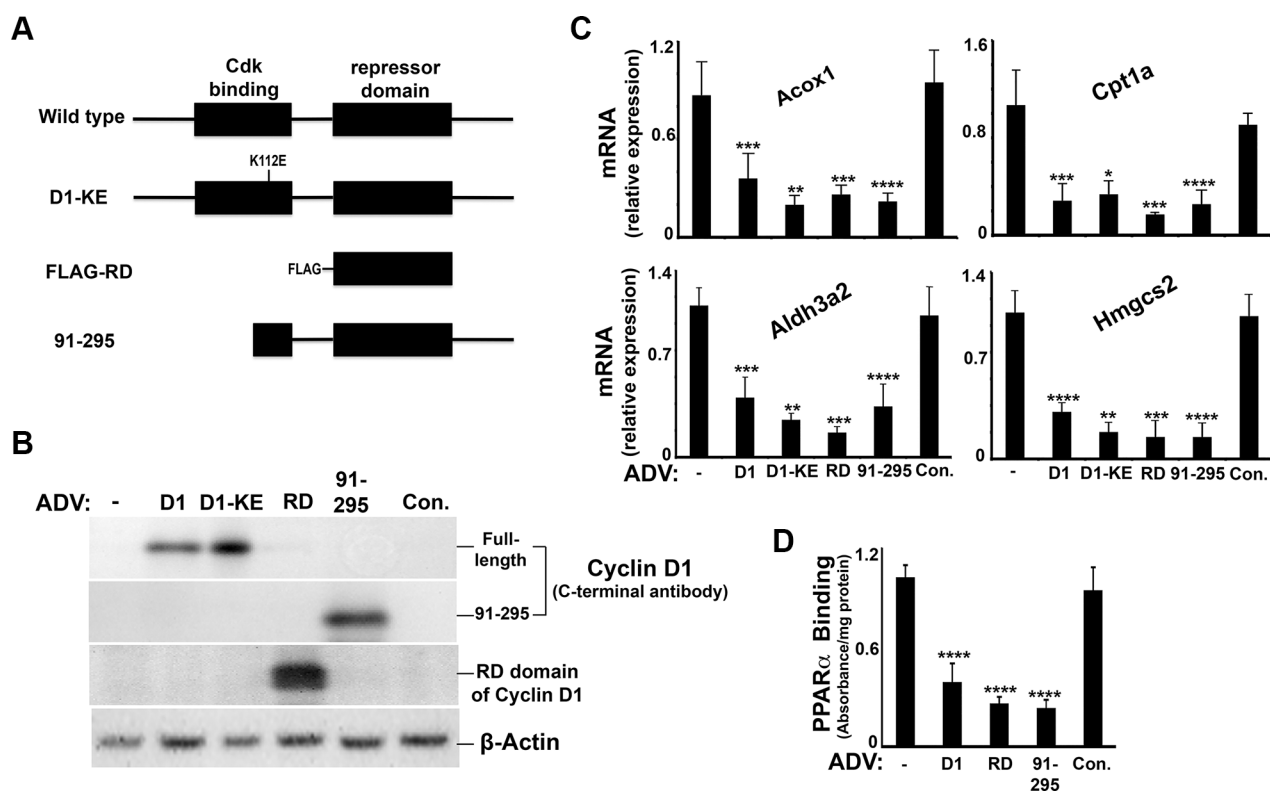 A
Cdk
binding
repressor
domain
Wild type
K112E
D1-KE
FLAG-RD
FLAG
91-295
B
ADV: - D1 D1-KE RD 91-
295 Con.
Full-
length
Cyclin D1
(C-terminal antibody)
91-295
RD domain
of Cyclin D1
β-Actin
C
mRNA
(relative expression)
1.2
0.6
0
Acox1
***
**
***
****
1.6
0.8
0
Cpt1a
***
*
***
****
mRNA
(relative expression)
1.4
0.7
0
Aldh3a2
***
**
***
****
ADV: - D1 D1-KE RD 91-295 Con.
1.4
0.7
0
Hmgcs2
****
**
***
****
- D1 D1-KE RD 91-295 Con.
D
PPARα Binding
(Absorbance/mg protein)
1.2
0.6
0
****
****
****
ADV: - D1 RD 91-
295 Con.